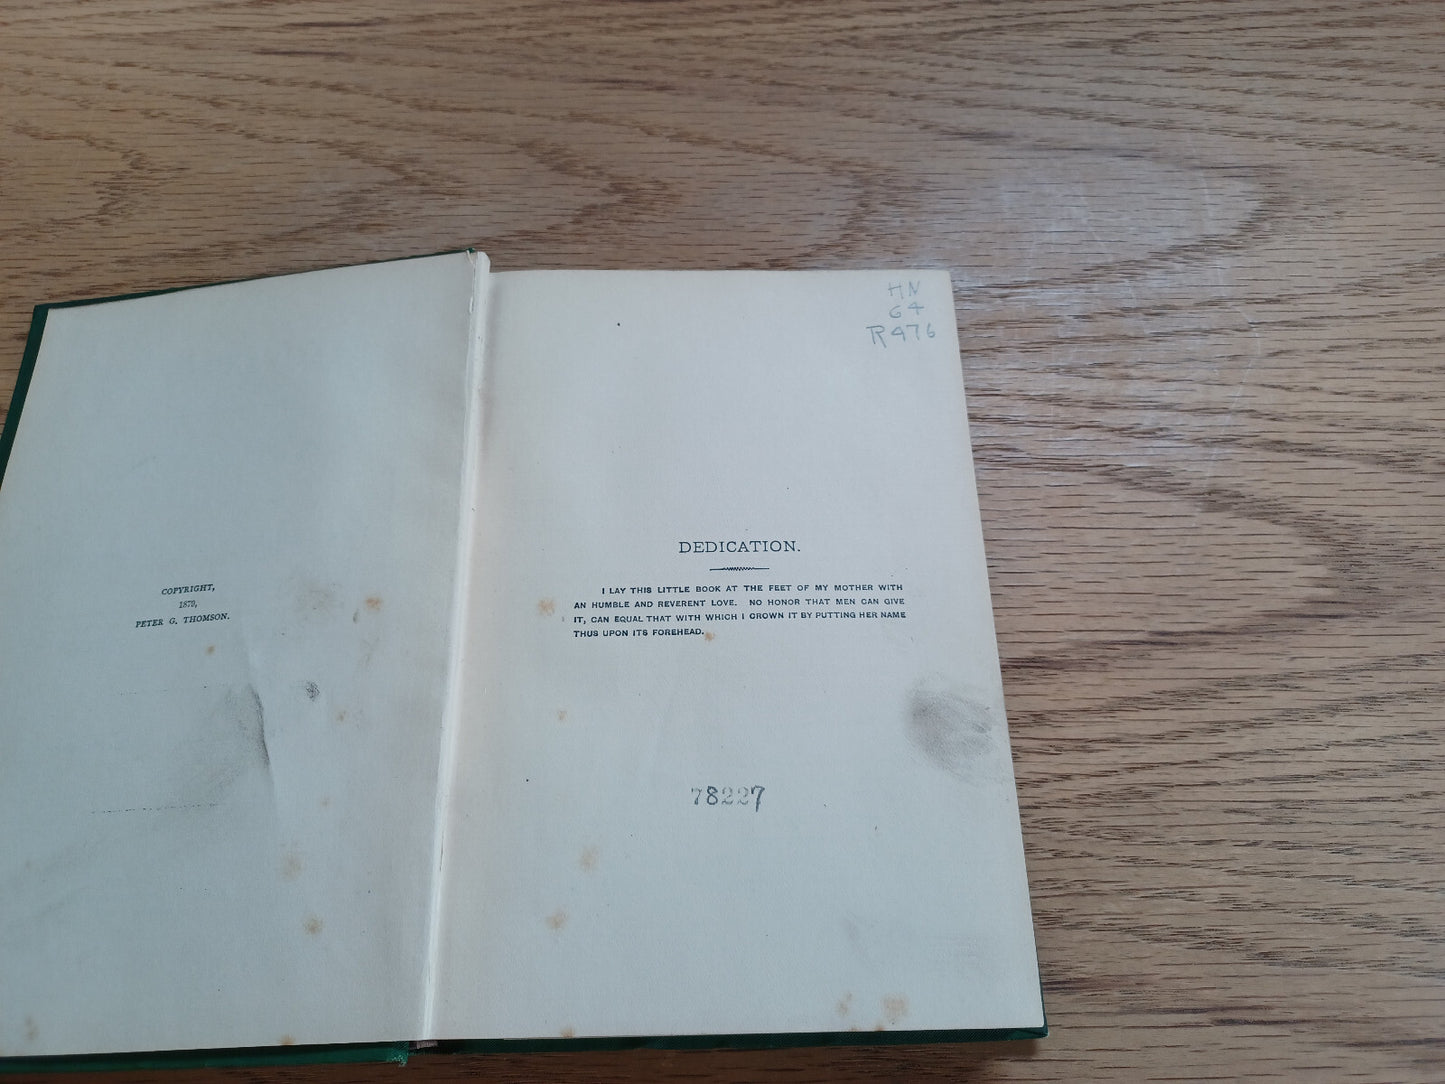 COPYRIGHT,
1879,
PETER G. THOMSON.
HN
64
R476
DEDICATION.
I LAY THIS LITTLE BOOK AT THE FEET OF MY MOTHER WITH
AN HUMBLE AND REVERENT LOVE. NO HONOR THAT MEN CAN GIVE
IT, CAN EQUAL THAT WITH WHICH I CROWN IT BY PUTTING HER NAME
THUS UPON ITS FOREHEAD.
78227